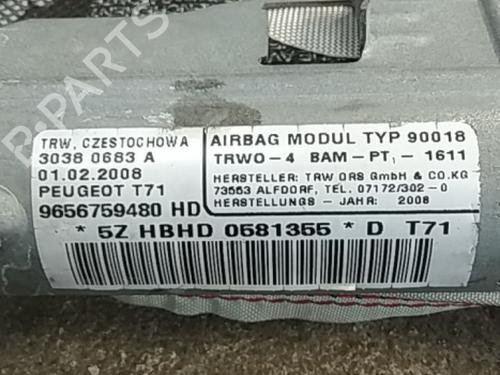 B-PARTS
TRW, CZESTOCHOWA
3038 0683 A
01.02.2008
PEUGEOT T71
9656759480 HD
AIRBAG MODUL TYP 90018
TRWO-4 BAM-PT, -1611
HERSTELLER: TRW ORS GmbH & CO.KG
73553 ALFDORF, TEL. 07172/302-0
HERSTELLUNGS - JAHR: 2008
* 5Z HBHD 0581355 * D T71